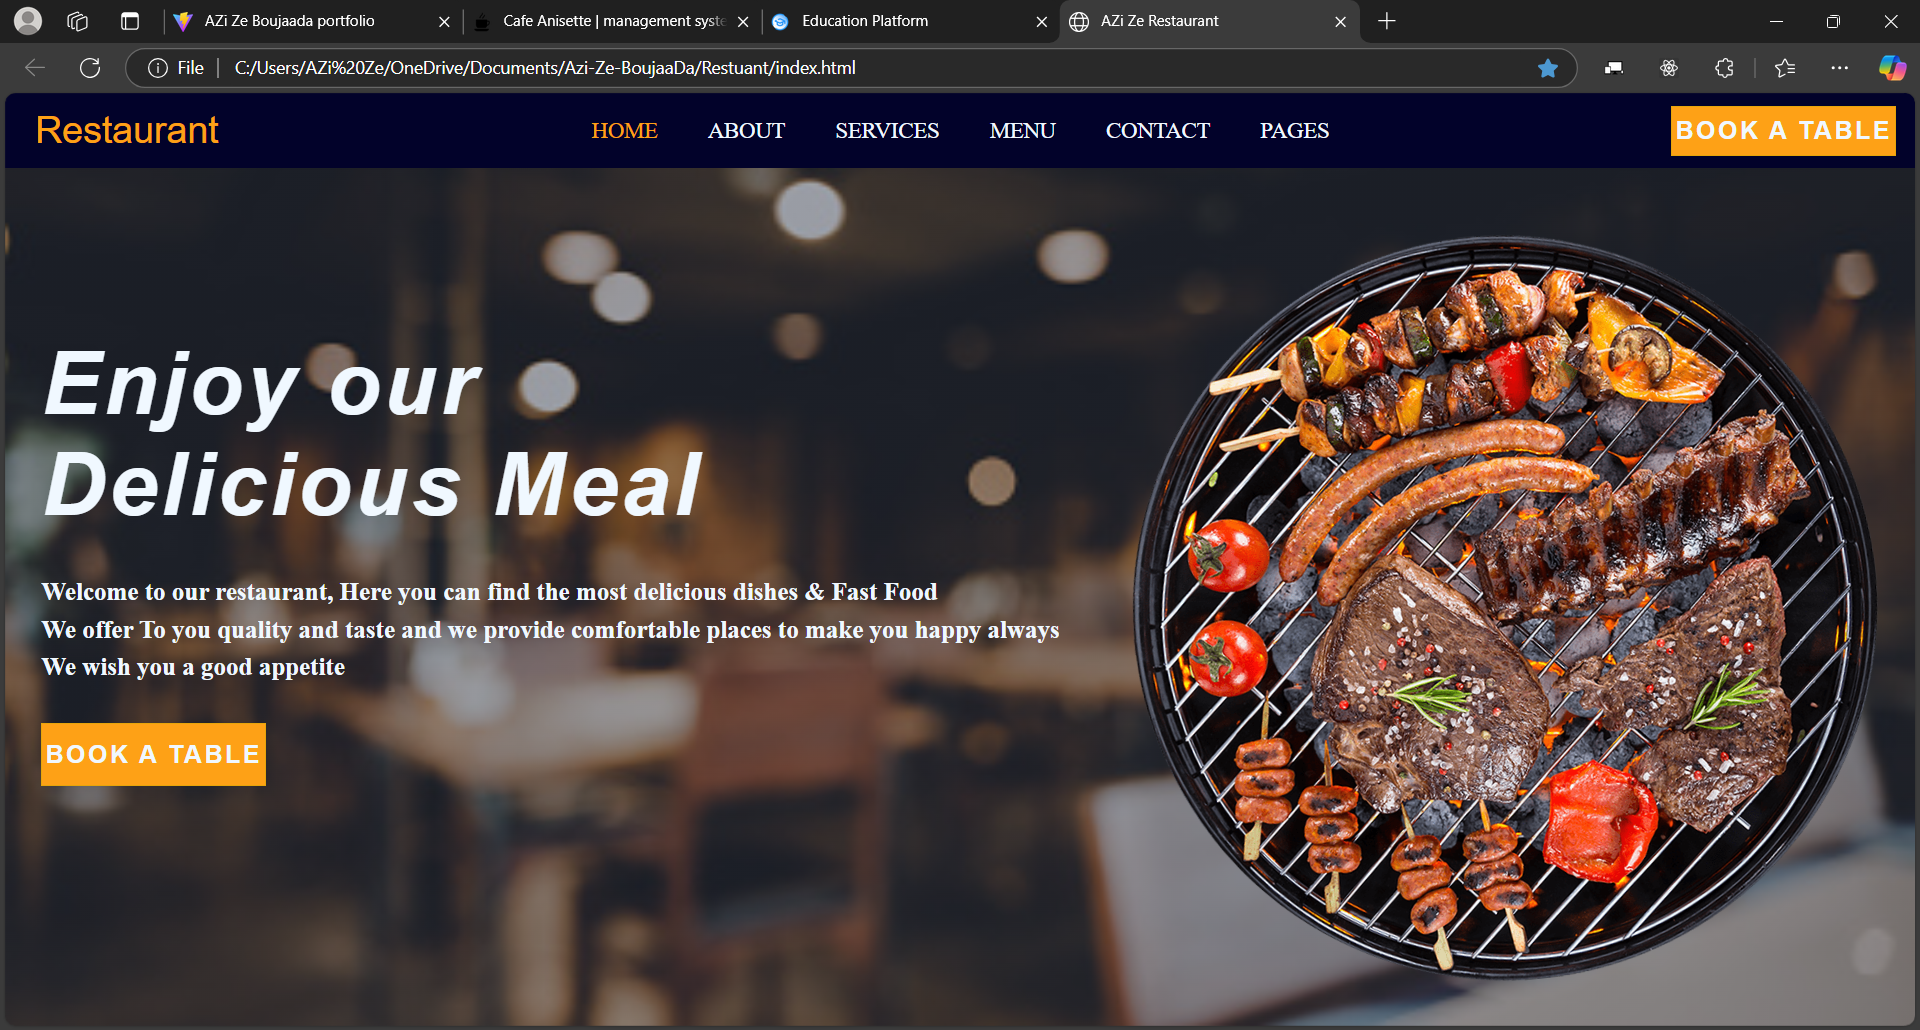 AZi Ze Boujaada portfolio
Cafe Anisette | management syste
Education Platform
AZi Ze Restaurant
File
C:/Users/AZi%20Ze/OneDrive/Documents/Azi-Ze-BoujaaDa/Restuant/index.html
Restaurant
HOME
ABOUT
SERVICES
MENU
CONTACT
PAGES
BOOK A TABLE
Enjoy our
Delicious Meal
Welcome to our restaurant, Here you can find the most delicious dishes & Fast Food
We offer To you quality and taste and we provide comfortable places to make you happy always
We wish you a good appetite
BOOK A TABLE